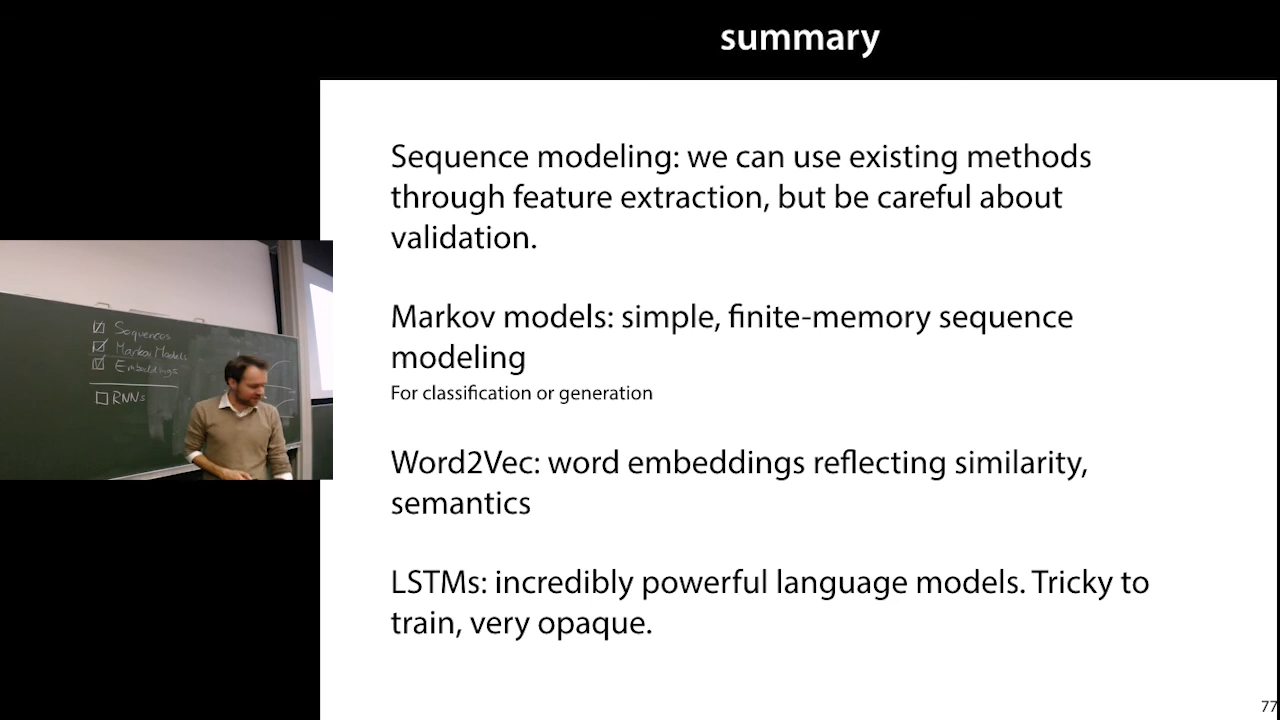 summary
Sequence modeling: we can use existing methods
through feature extraction, but be careful about
validation.
Markov models: simple, finite-memory sequence
modeling
For classification or generation
Word2Vec: word embeddings reflecting similarity,
semantics
LSTMs: incredibly powerful language models. Tricky to
train, very opaque.
77
Sequences
Markov Models
Embeddings
RNNs